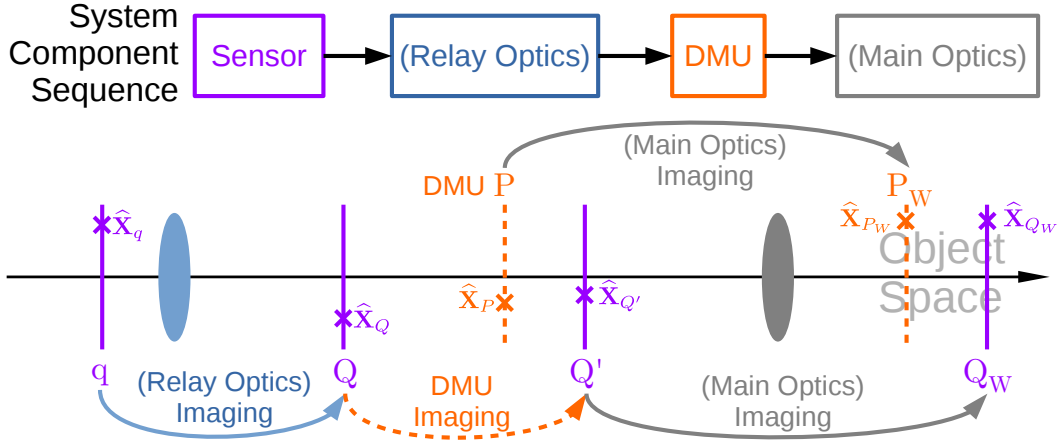 System
Component
Sequence
Sensor
(Relay Optics)
DMU
(Main Optics)
(Main Optics)
Imaging
DMU P
P_W
x̂_q
x̂_{P_W}
x̂_{Q_W}
Object
Space
x̂_P
x̂_{Q'}
x̂_Q
q
Q
Q'
Q_W
(Relay Optics)
Imaging
DMU
Imaging
(Main Optics)
Imaging